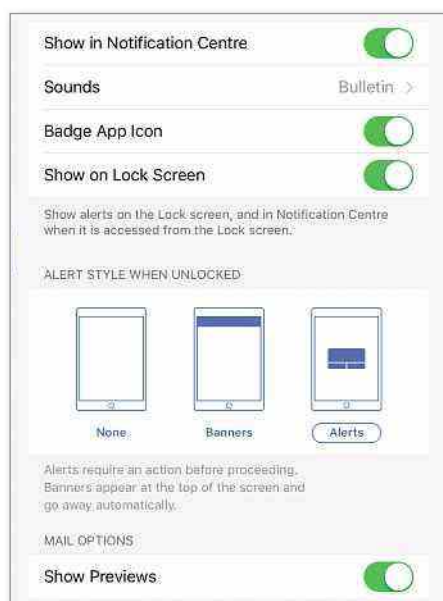 Show in Notification Centre
Sounds Bulletin >
Badge App Icon
Show on Lock Screen
Show alerts on the Lock screen, and in Notification Centre
when it is accessed from the Lock screen.
ALERT STYLE WHEN UNLOCKED
None Banners Alerts
Alerts require an action before proceeding.
Banners appear at the top of the screen and
go away automatically.
MAIL OPTIONS
Show Previews